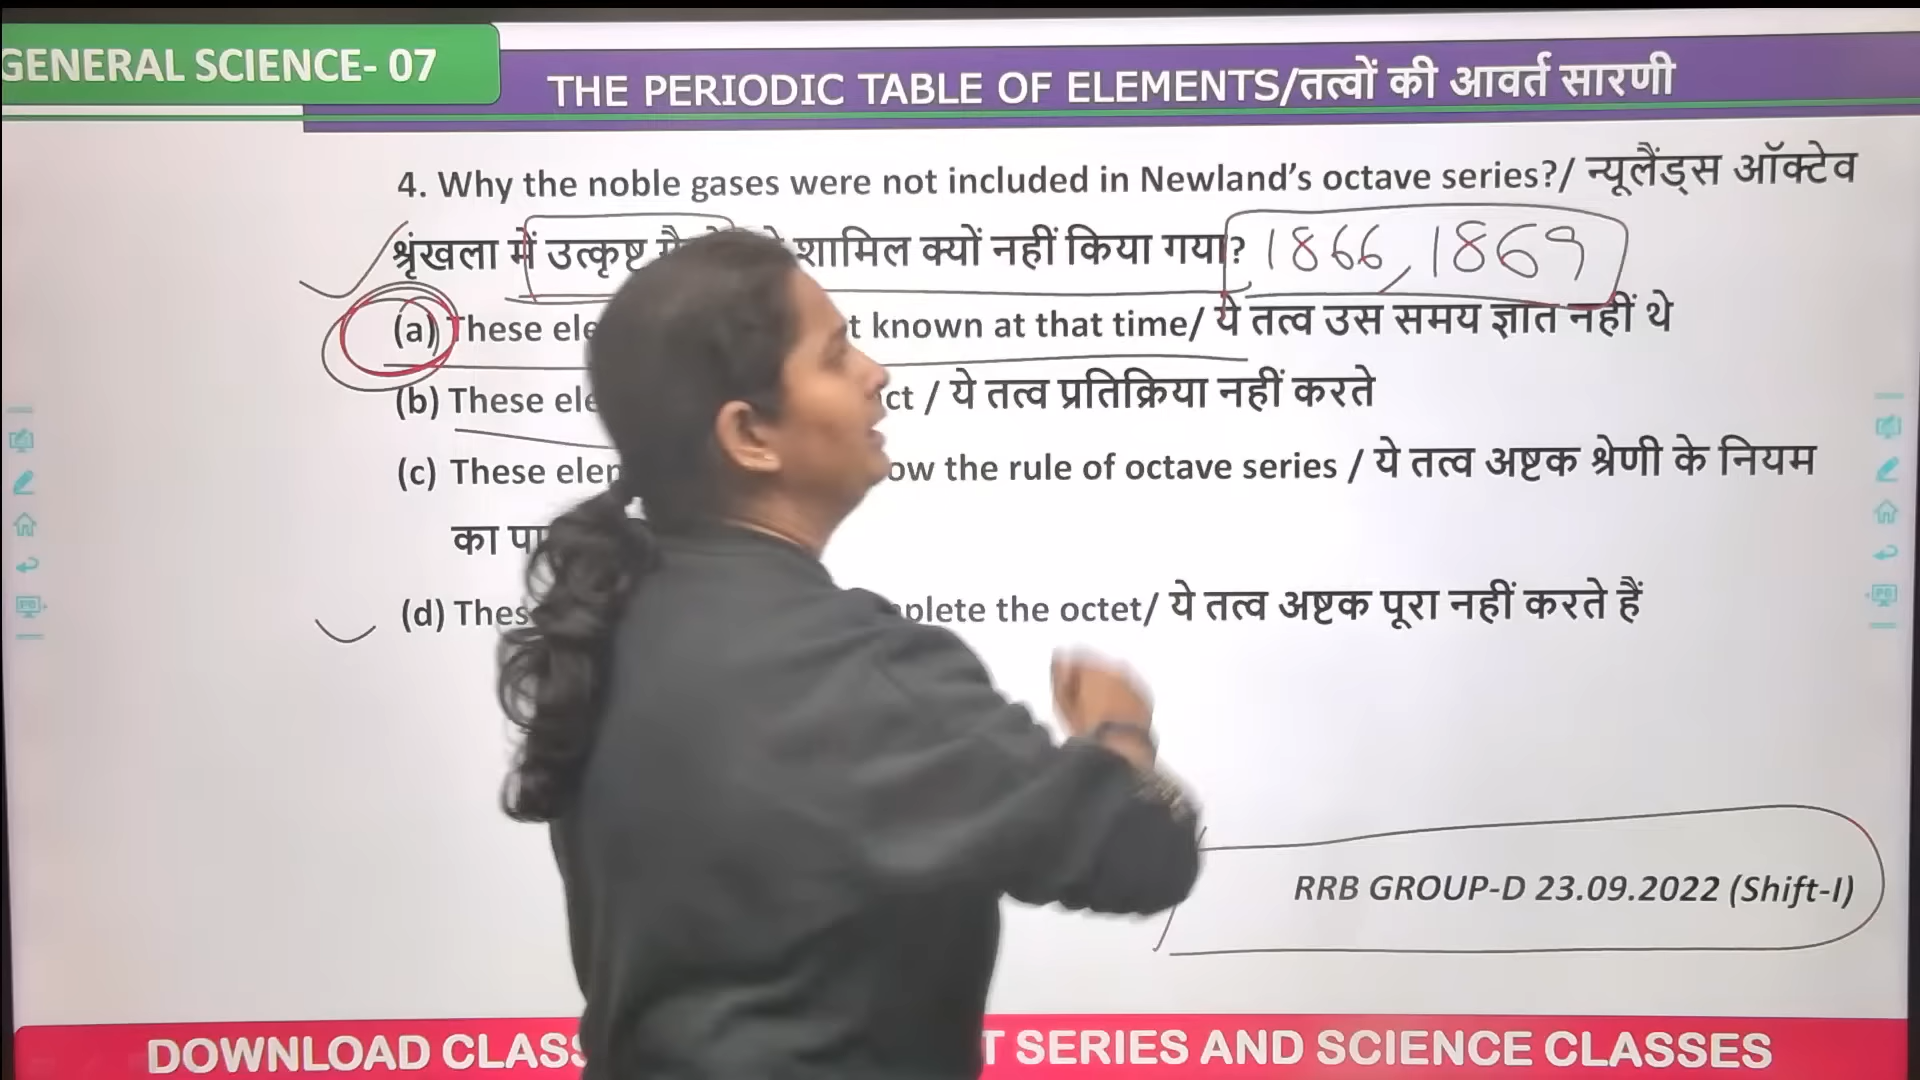 GENERAL SCIENCE- 07
THE PERIODIC TABLE OF ELEMENTS/तत्वों की आवर्त सारणी
4. Why the noble gases were not included in Newland’s octave series?/ न्यूलैंड्स ऑक्टेव
श्रृंखला में उत्कृष्ट शामिल क्यों नहीं किया गया? 1866, 1869
(a) These known at that time/ ये तत्व उस समय ज्ञात नहीं थे
(b) These / ये तत्व प्रतिक्रिया नहीं करते
(c) These the rule of octave series / ये तत्व अष्टक श्रेणी के नियम
का
(d) the octet/ ये तत्व अष्टक पूरा नहीं करते हैं
RRB GROUP-D 23.09.2022 (Shift-I)
DOWNLOAD SERIES AND SCIENCE CLASSES